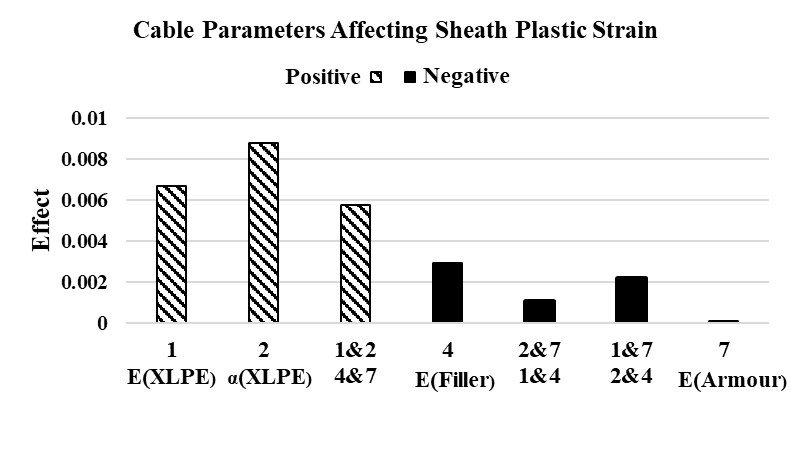 Cable Parameters Affecting Sheath Plastic Strain
Positive Negative
0.01
0.008
0.006
0.004
0.002
0
Effect
1 2 1&2 4 2&7 1&7 7
E(XLPE) α(XLPE) 4&7 E(Filler) 1&4 2&4 E(Armour)